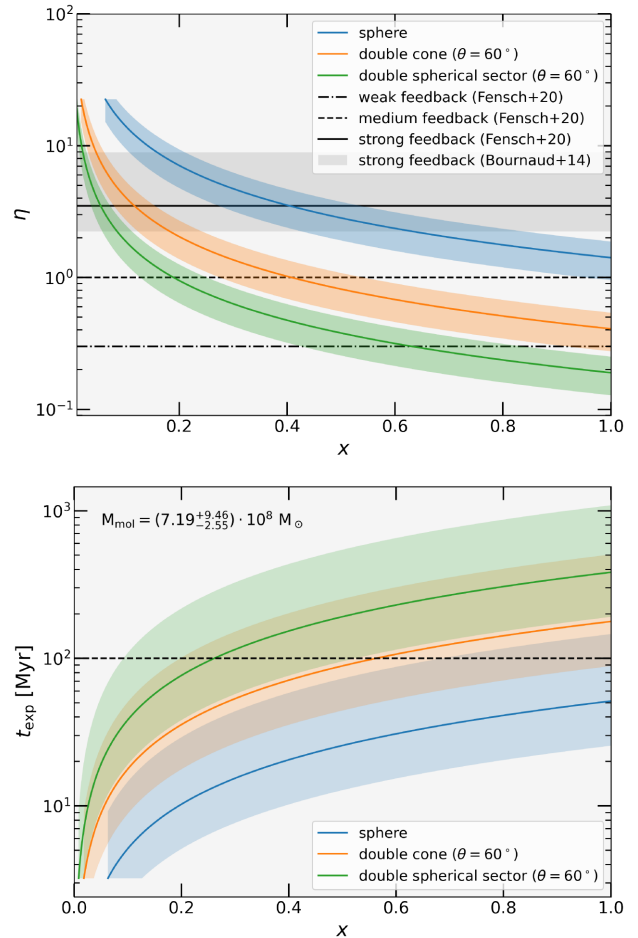 10²
sphere
double cone (θ = 60°)
double spherical sector (θ = 60°)
weak feedback (Fensch+20)
medium feedback (Fensch+20)
strong feedback (Fensch+20)
strong feedback (Bournaud+14)
10¹
η
10⁰
10⁻¹
0.2 0.4 0.6 0.8 1.0
x
10³
M_mol = (7.19^{+9.46}_{-2.55}) · 10⁸ M_⊙
10²
t_exp [Myr]
10¹
sphere
double cone (θ = 60°)
double spherical sector (θ = 60°)
0.0 0.2 0.4 0.6 0.8 1.0
x